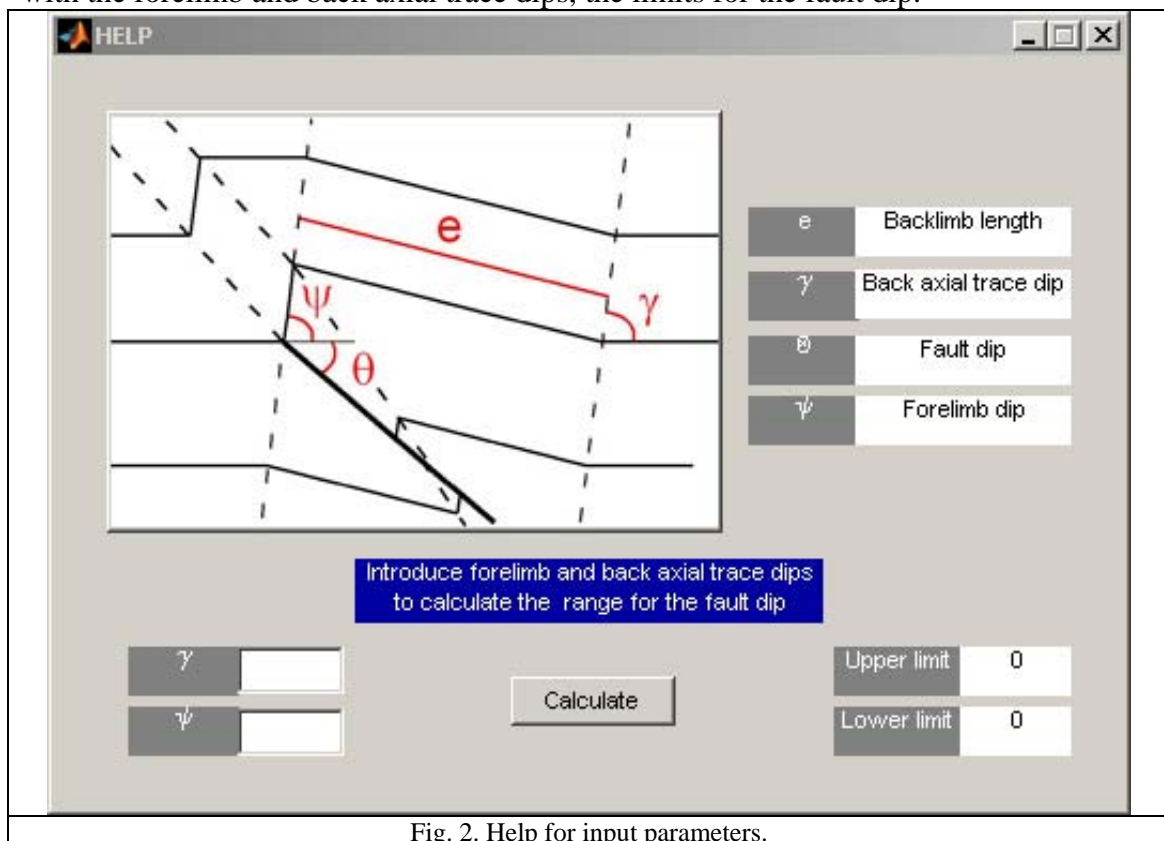 with the forelimb and back axial trace dips, the limits for the fault dip.
HELP
e
ψ
γ
θ
e Backlimb length
γ Back axial trace dip
Θ Fault dip
ψ Forelimb dip
Introduce forelimb and back axial trace dips
to calculate the range for the fault dip
γ
ψ
Calculate
Upper limit 0
Lower limit 0
Fig. 2. Help for input parameters.